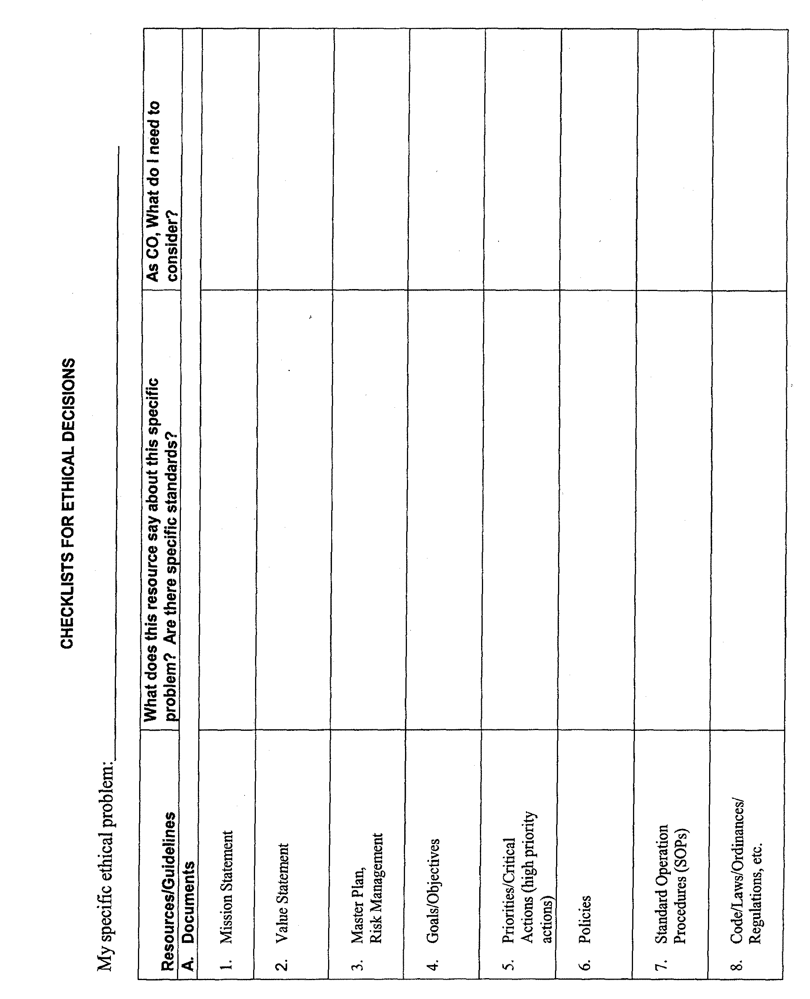 CHECKLISTS FOR ETHICAL DECISIONS
My specific ethical problem:
Resources/Guidelines
What does this resource say about this specific
problem? Are there specific standards?
As CO, What do I need to
consider?
A. Documents
1. Mission Statement
2. Value Statement
3. Master Plan,
Risk Management
4. Goals/Objectives
5. Priorities/Critical
Actions (high priority
actions)
6. Policies
7. Standard Operation
Procedures (SOPs)
8. Code/Laws/Ordinances/
Regulations, etc.